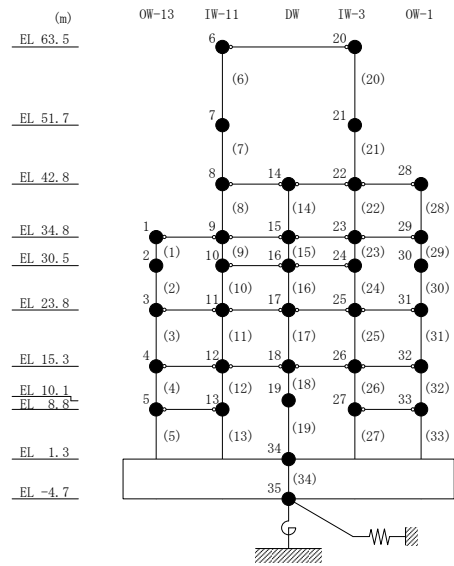 (m) OW-13 IW-11 DW IW-3 OW-1
EL 63.5 6 20
(6) (20)
EL 51.7 7 21
(7) (21)
EL 42.8 8 14 22 28
(8) (14) (22) (28)
EL 34.8 1 9 15 23 29
(1) (9) (15) (23) (29)
EL 30.5 2 10 16 24 30
(2) (10) (16) (24) (30)
EL 23.8 3 11 17 25 31
(3) (11) (17) (25) (31)
EL 15.3 4 12 18 26 32
(4) (12) (18) (26) (32)
EL 10.1 19
EL 8.8 5 13 27 33
(5) (13) (19) (27) (33)
EL 1.3 34
(34)
EL -4.7 35